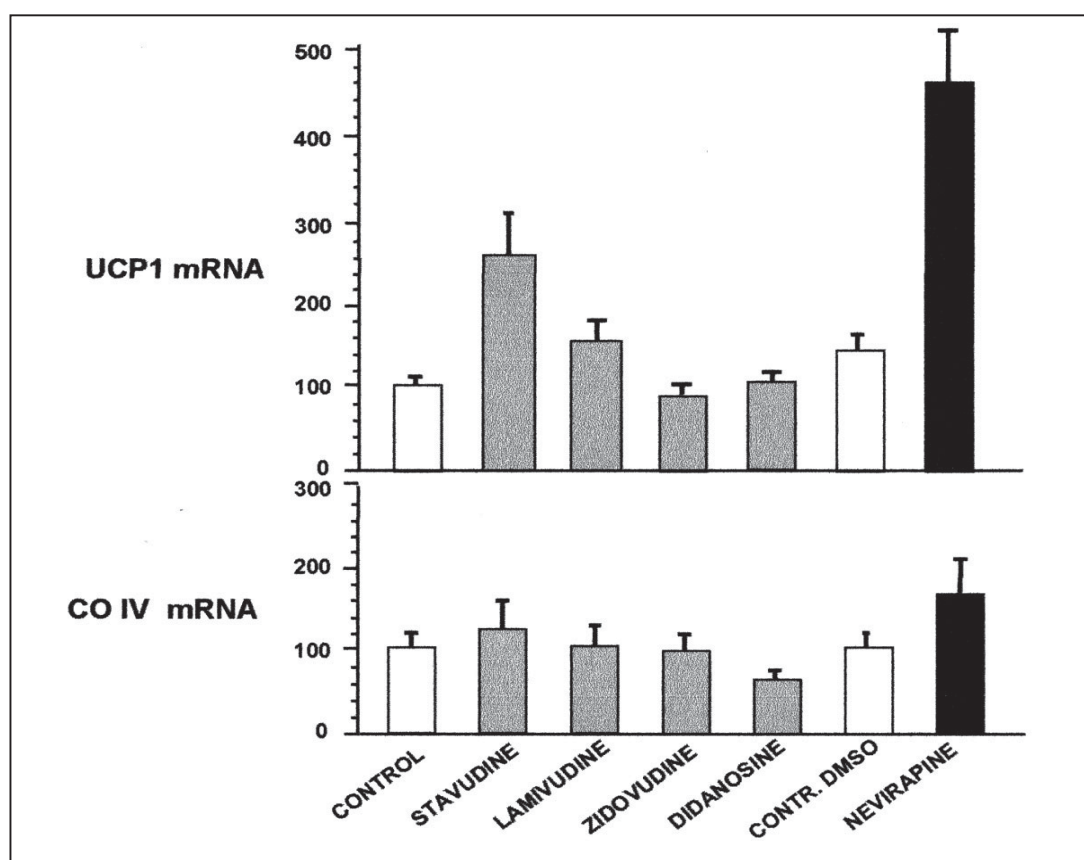 500
400
300
UCP1 mRNA
200
100
0
300
CO IV mRNA
200
100
0
CONTROL
STAVUDINE
LAMIVUDINE
ZIDOVUDINE
DIDANOSINE
CONTR. DMSO
NEVIRAPINE